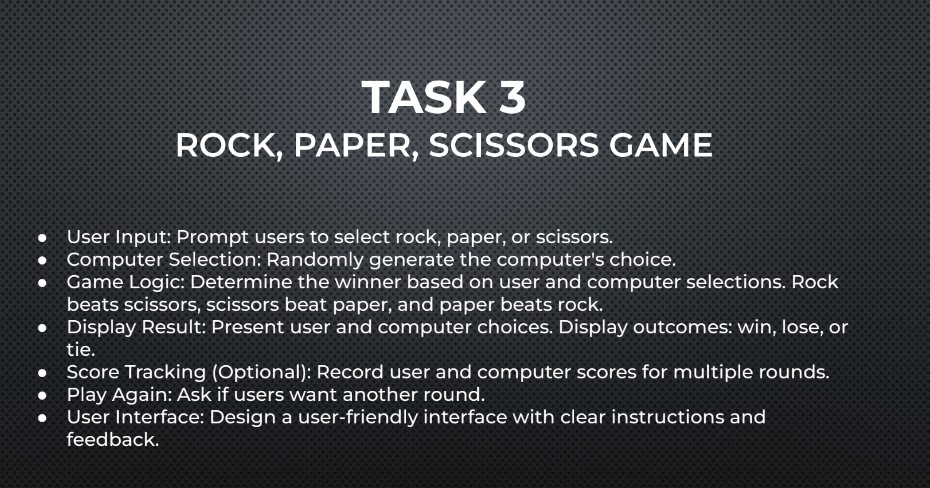 TASK 3
ROCK, PAPER, SCISSORS GAME
● User Input: Prompt users to select rock, paper, or scissors.
● Computer Selection: Randomly generate the computer's choice.
● Game Logic: Determine the winner based on user and computer selections. Rock
beats scissors, scissors beat paper, and paper beats rock.
● Display Result: Present user and computer choices. Display outcomes: win, lose, or
tie.
● Score Tracking (Optional): Record user and computer scores for multiple rounds.
● Play Again: Ask if users want another round.
● User Interface: Design a user-friendly interface with clear instructions and
feedback.